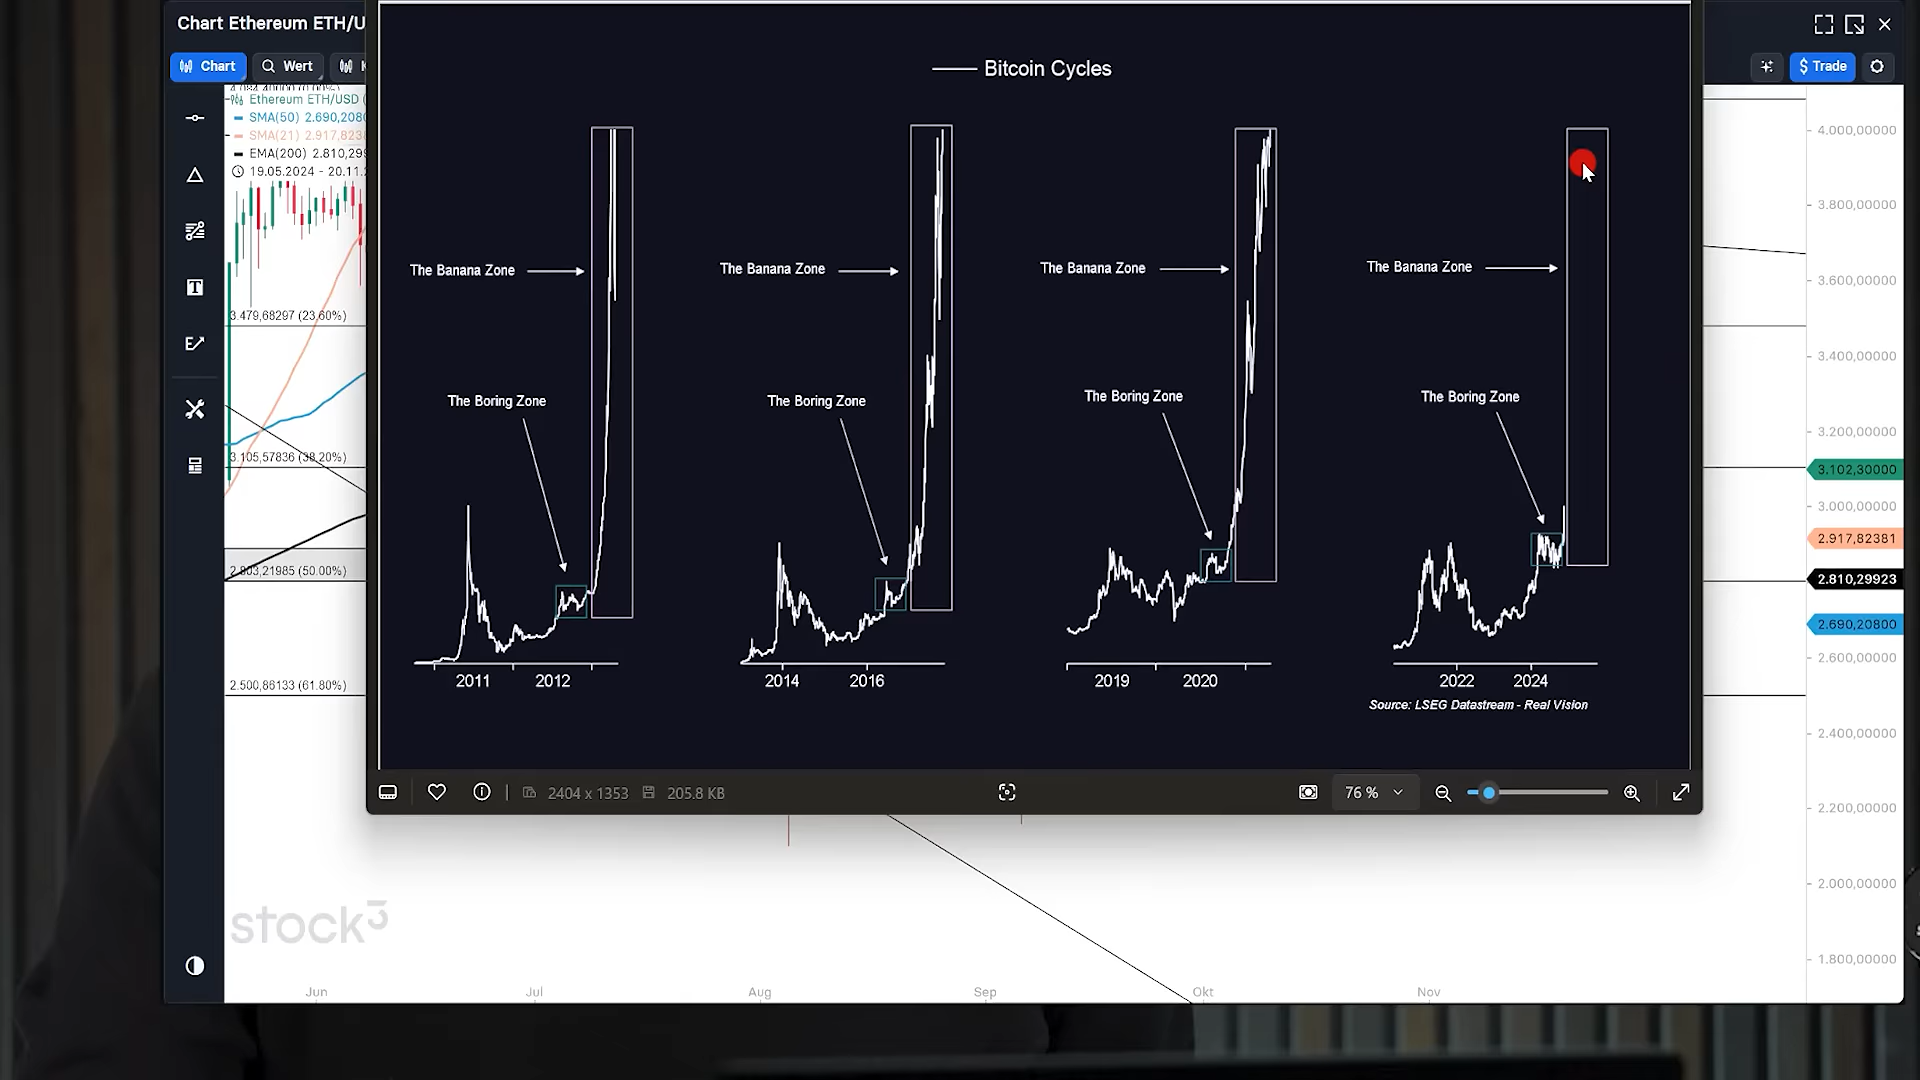 Chart Ethereum ETH/U
Chart
Wert
K
Trade
Ethereum ETH/USD (
SMA(50) 2.690,2080
SMA(21) 2.917,823
EMA(200) 2.810,299
19.05.2024 - 20.11.2
3.479,68297 (23.60%)
3.105,57836 (38,20%)
2.803,21985 (50.00%)
2.500,86133 (61.80%)
Bitcoin Cycles
The Banana Zone
The Banana Zone
The Banana Zone
The Banana Zone
The Boring Zone
The Boring Zone
The Boring Zone
The Boring Zone
2011
2012
2014
2016
2019
2020
2022
2024
Source: LSEG Datastream - Real Vision
2404 x 1353
205.8 KB
76 %
4.000,00000
3.800,00000
3.600,00000
3.400,00000
3.200,00000
3.102,30000
3.000,00000
2.917,82381
2.810,29923
2.690,20800
2.600,00000
2.400,00000
2.200,00000
2.000,00000
1.800,00000
stock3
Jun
Jul
Aug
Sep
Okt
Nov